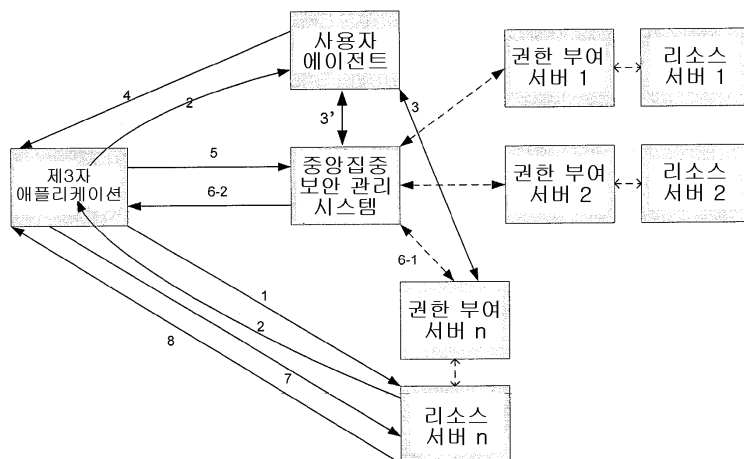 사용자
에이전트
권한 부여
서버 1
리소스
서버 1
4
2
3
3’
5
제3자
애플리케이션
중앙집중
보안 관리
시스템
권한 부여
서버 2
리소스
서버 2
6-2
6-1
1
권한 부여
서버 n
2
8
7
리소스
서버 n